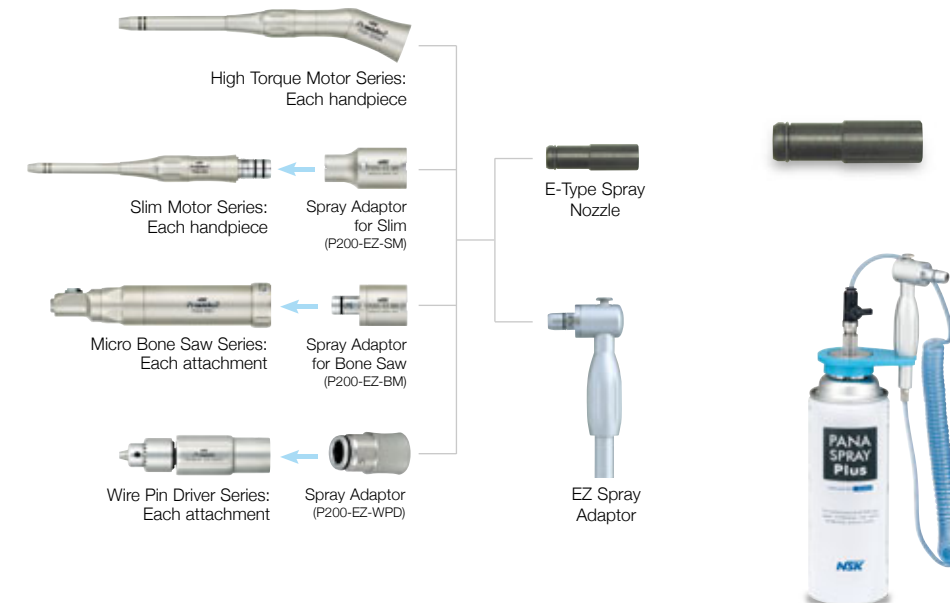 High Torque Motor Series:
Each handpiece
Slim Motor Series:
Each handpiece
Spray Adaptor
for Slim
(P200-EZ-SM)
E-Type Spray
Nozzle
Micro Bone Saw Series:
Each attachment
Spray Adaptor
for Bone Saw
(P200-EZ-BM)
Wire Pin Driver Series:
Each attachment
Spray Adaptor
(P200-EZ-WPD)
EZ Spray
Adaptor
PANA
SPRAY
Plus
NSK